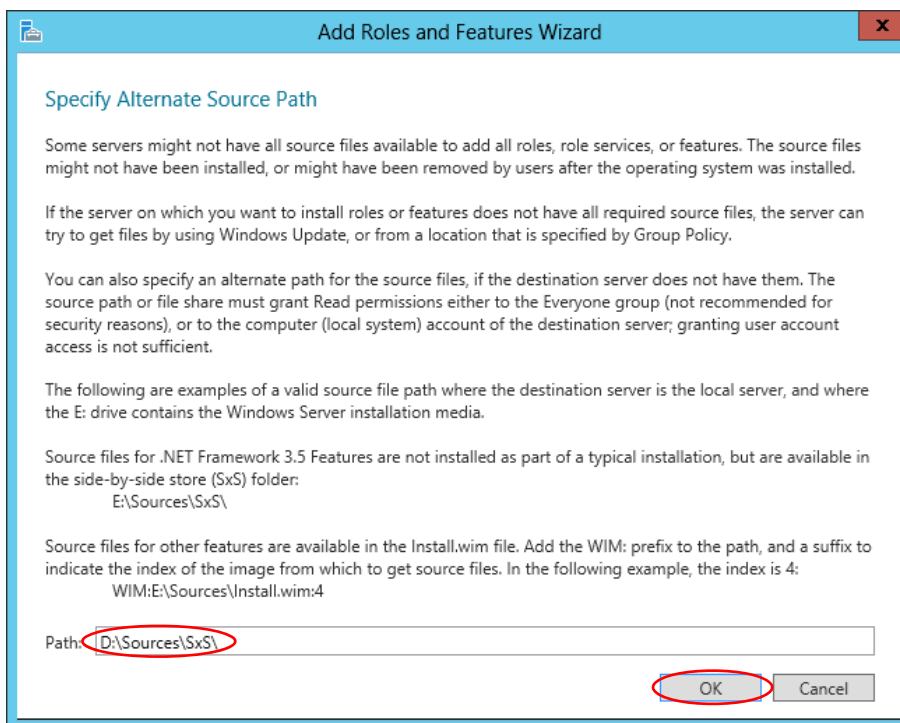 Add Roles and Features Wizard
x
Specify Alternate Source Path
Some servers might not have all source files available to add all roles, role services, or features. The source files
might not have been installed, or might have been removed by users after the operating system was installed.
If the server on which you want to install roles or features does not have all required source files, the server can
try to get files by using Windows Update, or from a location that is specified by Group Policy.
You can also specify an alternate path for the source files, if the destination server does not have them. The
source path or file share must grant Read permissions either to the Everyone group (not recommended for
security reasons), or to the computer (local system) account of the destination server; granting user account
access is not sufficient.
The following are examples of a valid source file path where the destination server is the local server, and where
the E: drive contains the Windows Server installation media.
Source files for .NET Framework 3.5 Features are not installed as part of a typical installation, but are available in
the side-by-side store (SxS) folder:
E:\Sources\SxS\
Source files for other features are available in the Install.wim file. Add the WIM: prefix to the path, and a suffix to
indicate the index of the image from which to get source files. In the following example, the index is 4:
WIM:E:\Sources\Install.wim:4
Path: D:\Sources\SxS\
OK Cancel